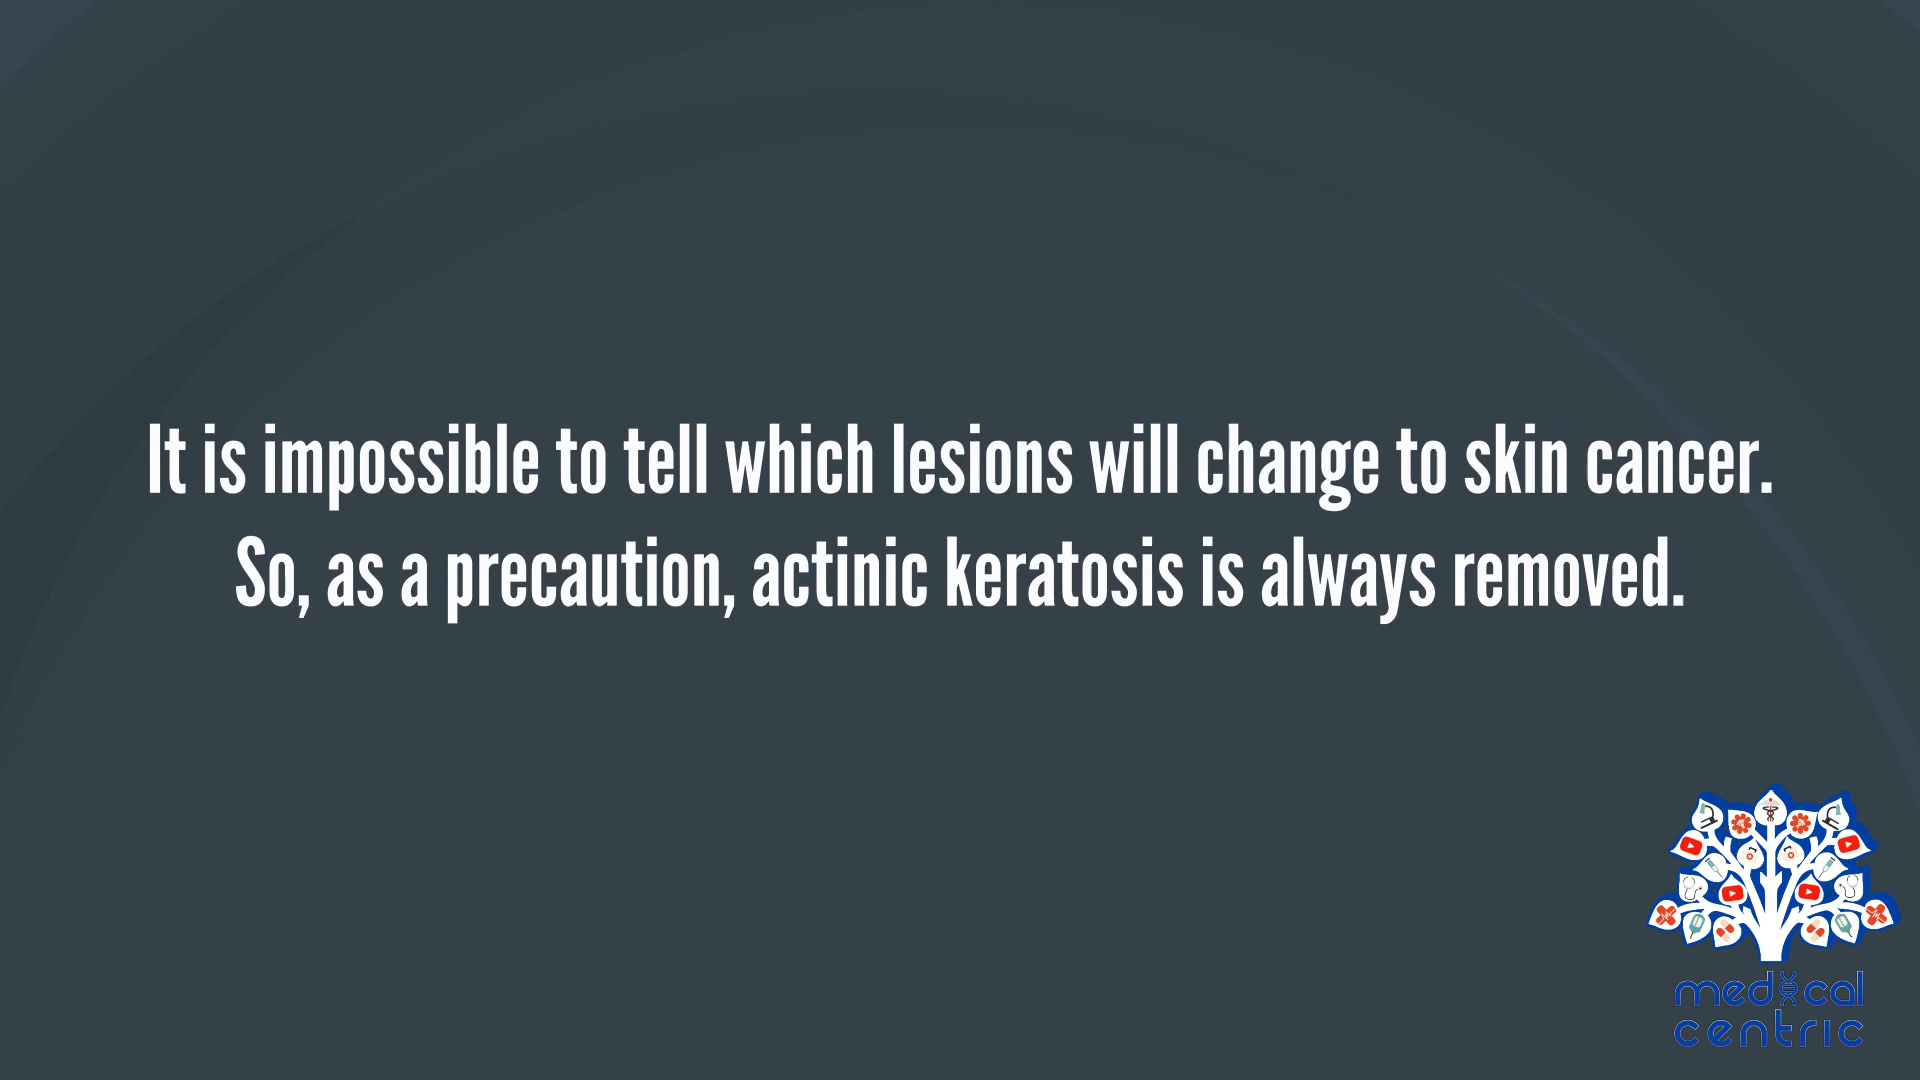 It is impossible to tell which lesions will change to skin cancer.
So, as a precaution, actinic keratosis is always removed.
medical
centric